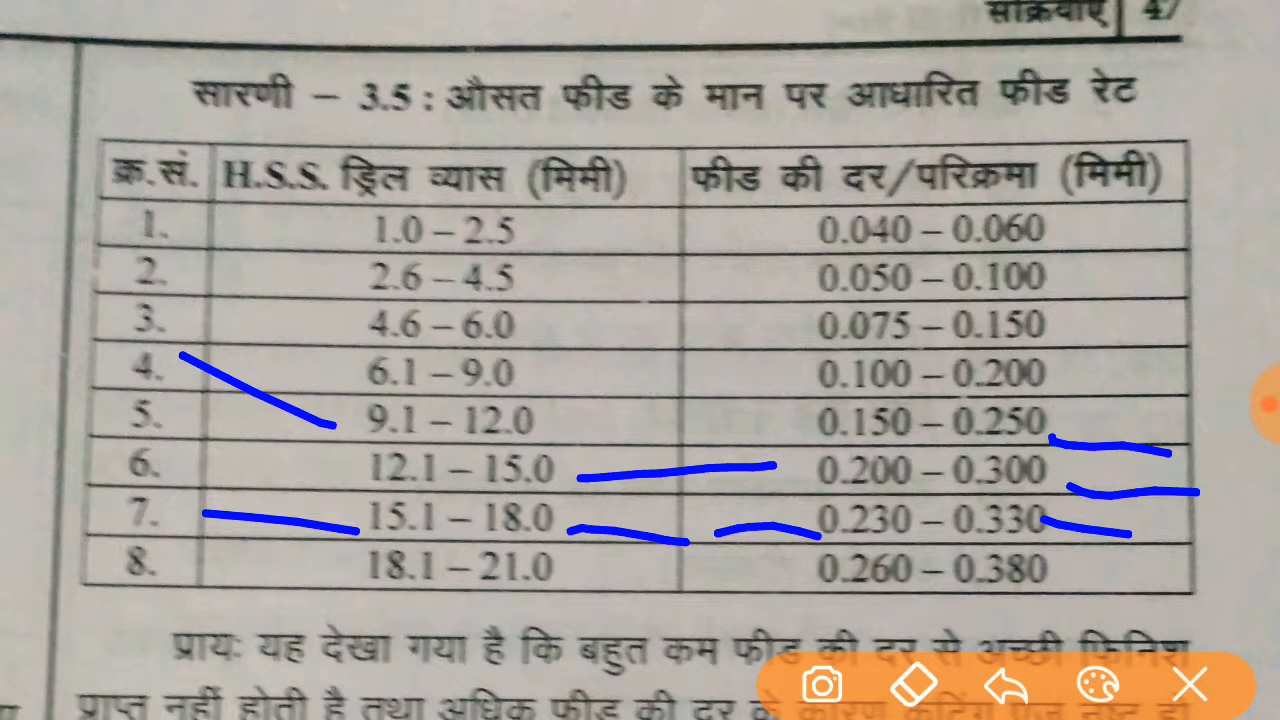 सक्रियाएँ | 47
सारणी – 3.5 : औसत फीड के मान पर आधारित फीड रेट
क्र.सं. H.S.S. ड्रिल व्यास (मिमी) फीड की दर/परिक्रमा (मिमी)
1. 1.0 – 2.5 0.040 – 0.060
2. 2.6 – 4.5 0.050 – 0.100
3. 4.6 – 6.0 0.075 – 0.150
4. 6.1 – 9.0 0.100 – 0.200
5. 9.1 – 12.0 0.150 – 0.250
6. 12.1 – 15.0 0.200 – 0.300
7. 15.1 – 18.0 0.230 – 0.330
8. 18.1 – 21.0 0.260 – 0.380
प्रायः यह देखा गया है कि बहुत कम फीड की दर से अच्छी फिनिश
प्राप्त नहीं होती है तथा अधिक फीड की दर के कारण